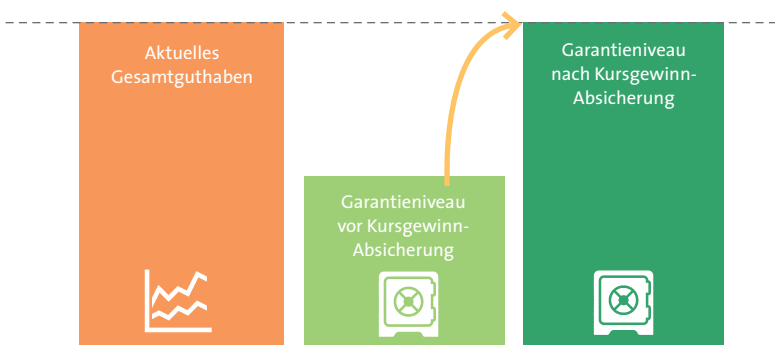 Aktuelles
Gesamtguthaben
Garantieniveau
vor Kursgewinn-
Absicherung
Garantieniveau
nach Kursgewinn-
Absicherung